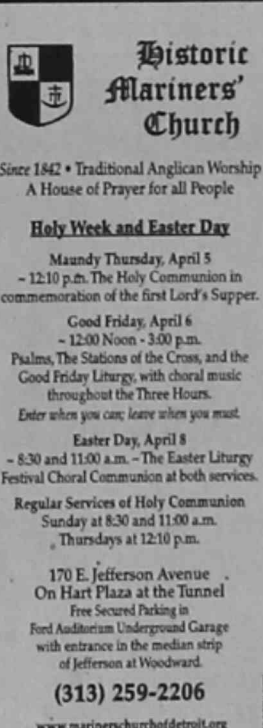 Historic
Mariners'
Church
Since 1842 • Traditional Anglican Worship
A House of Prayer for all People
Holy Week and Easter Day
Maundy Thursday, April 5
– 12:10 p.m. The Holy Communion in
commemoration of the first Lord's Supper.
Good Friday, April 6
– 12:00 Noon - 3:00 p.m.
Psalms, The Stations of the Cross, and the
Good Friday Liturgy, with choral music
throughout the Three Hours.
Enter when you can; leave when you must.
Easter Day, April 8
– 8:30 and 11:00 a.m. – The Easter Liturgy
Festival Choral Communion at both services.
Regular Services of Holy Communion
Sunday at 8:30 and 11:00 a.m.
Thursdays at 12:10 p.m.
170 E. Jefferson Avenue
On Hart Plaza at the Tunnel
Free Secured Parking in
Ford Auditorium Underground Garage
with entrance in the median strip
of Jefferson at Woodward.
(313) 259-2206
www.marinerschurchofdetroit.org